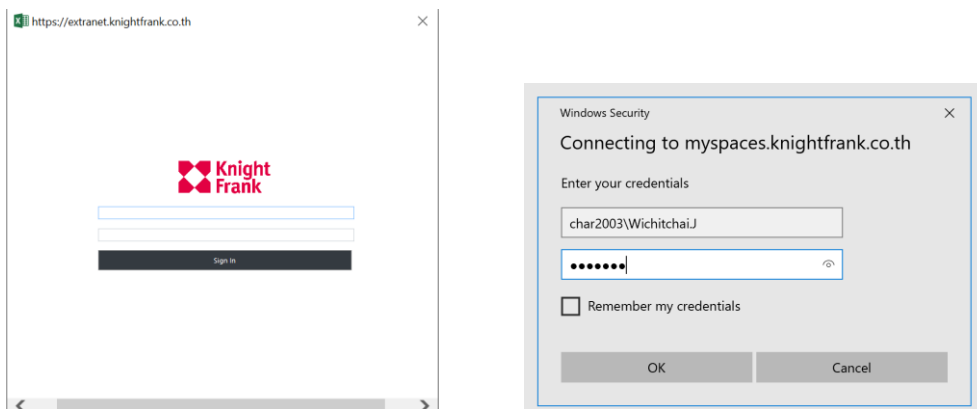 https://extranet.knightfrank.co.th
Knight
Frank
Sign In
Windows Security
Connecting to myspaces.knightfrank.co.th
Enter your credentials
char2003\Wichitchai.J
Remember my credentials
OK
Cancel